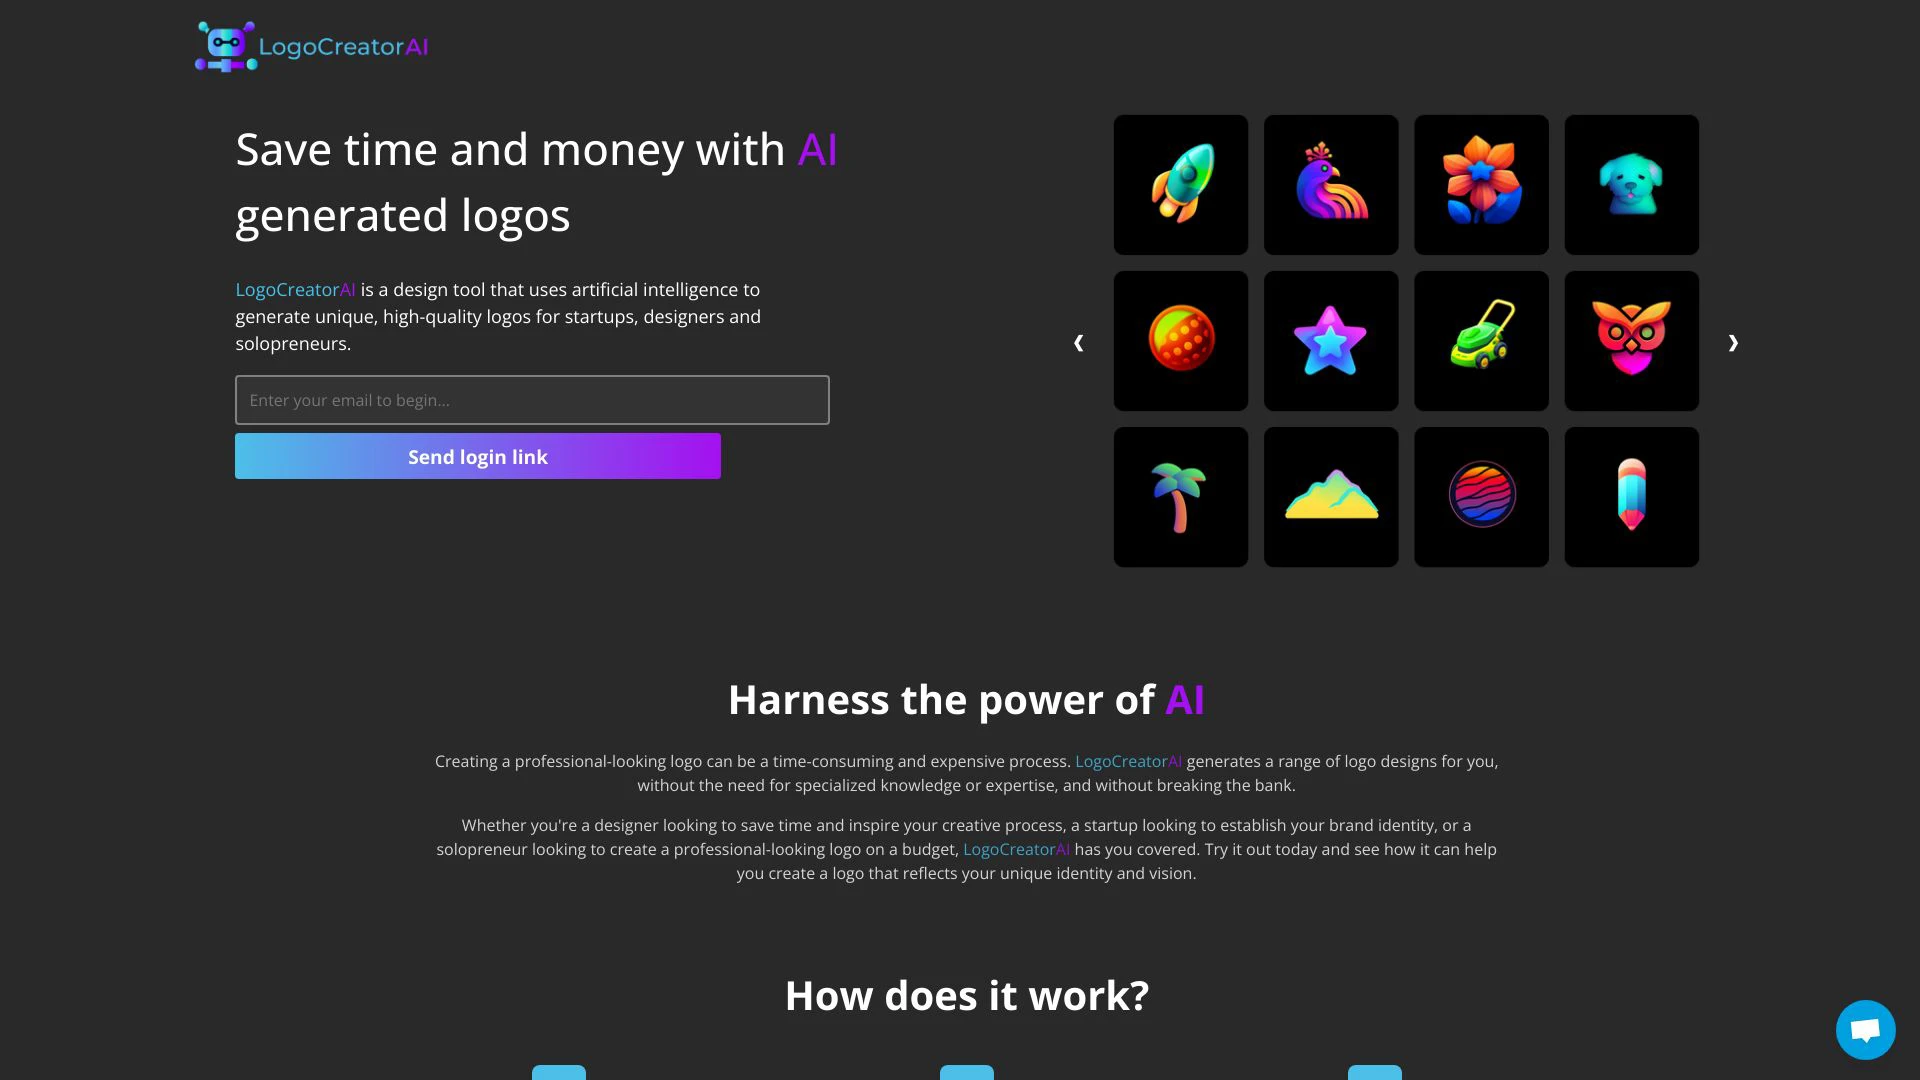 LogoCreatorAI
Save time and money with AI
generated logos
LogoCreatorAI is a design tool that uses artificial intelligence to
generate unique, high-quality logos for startups, designers and
solopreneurs.
Enter your email to begin...
Send login link
❮
❯
Harness the power of AI
Creating a professional-looking logo can be a time-consuming and expensive process. LogoCreatorAI generates a range of logo designs for you,
without the need for specialized knowledge or expertise, and without breaking the bank.
Whether you're a designer looking to save time and inspire your creative process, a startup looking to establish your brand identity, or a
solopreneur looking to create a professional-looking logo on a budget, LogoCreatorAI has you covered. Try it out today and see how it can help
you create a logo that reflects your unique identity and vision.
How does it work?